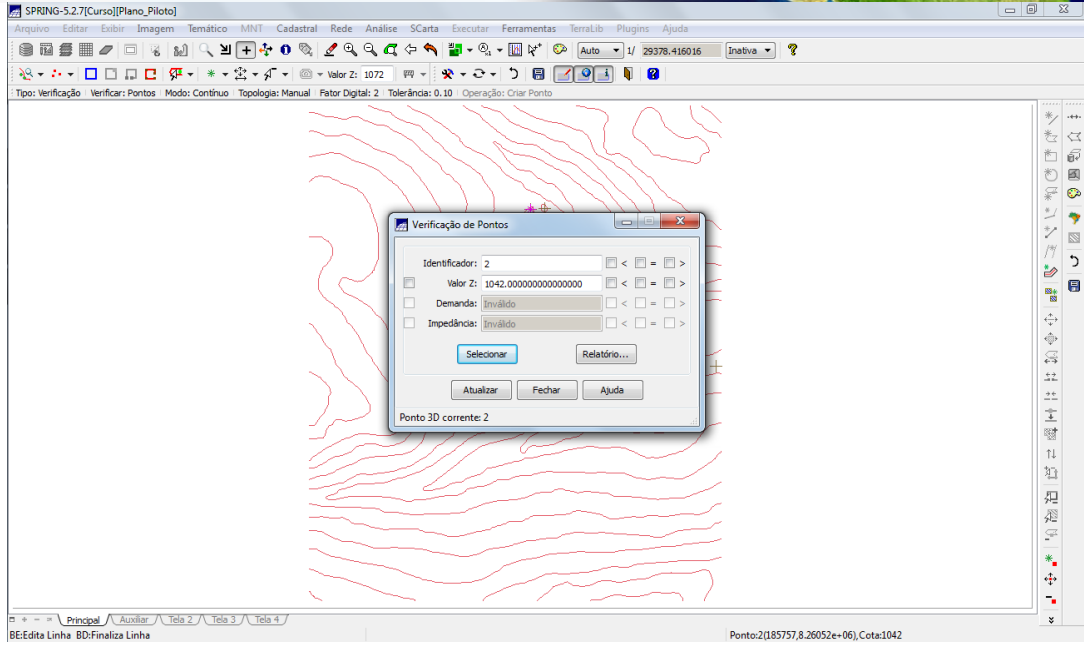 SPRING-5.2.7[Curso][Plano_Piloto]
Arquivo Editar Exibir Imagem Temático MNT Cadastral Rede Análise SCarta Executar Ferramentas TerraLib Plugins Ajuda
Auto 1/ 29378.416016 Inativa
Valor Z: 1072
Tipo: Verificação Verificar: Pontos Modo: Contínuo Topologia: Manual Fator Digital: 2 Tolerância: 0.10 Operação: Criar Ponto
Verificação de Pontos
Identificador: 2 < = >
Valor Z: 1042.000000000000000 < = >
Demanda: Inválido < = >
Impedância: Inválido < = >
Selecionar Relatório...
Atualizar Fechar Ajuda
Ponto 3D corrente: 2
Principal Auxiliar Tela 2 Tela 3 Tela 4
BE:Edita Linha BD:Finaliza Linha Ponto:2(185757,8.26052e+06),Cota:1042